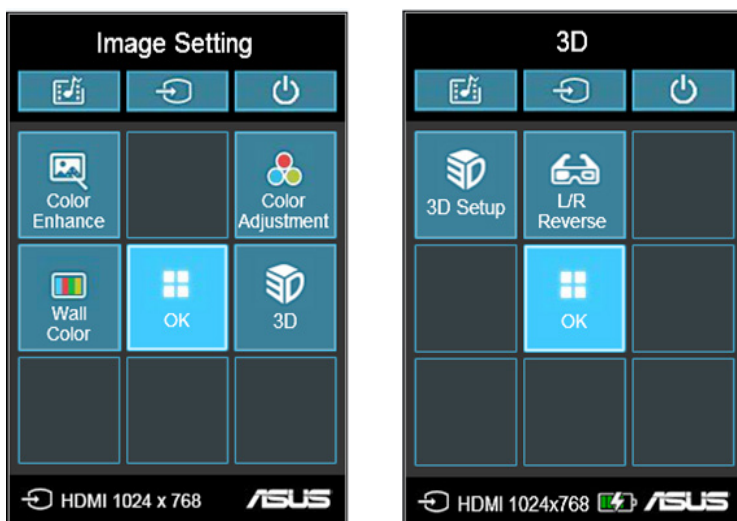 Image Setting
Color
Enhance
Color
Adjustment
Wall
Color
OK
3D
HDMI 1024 x 768
ASUS
3D
3D Setup
L/R
Reverse
OK
HDMI 1024x768
ASUS